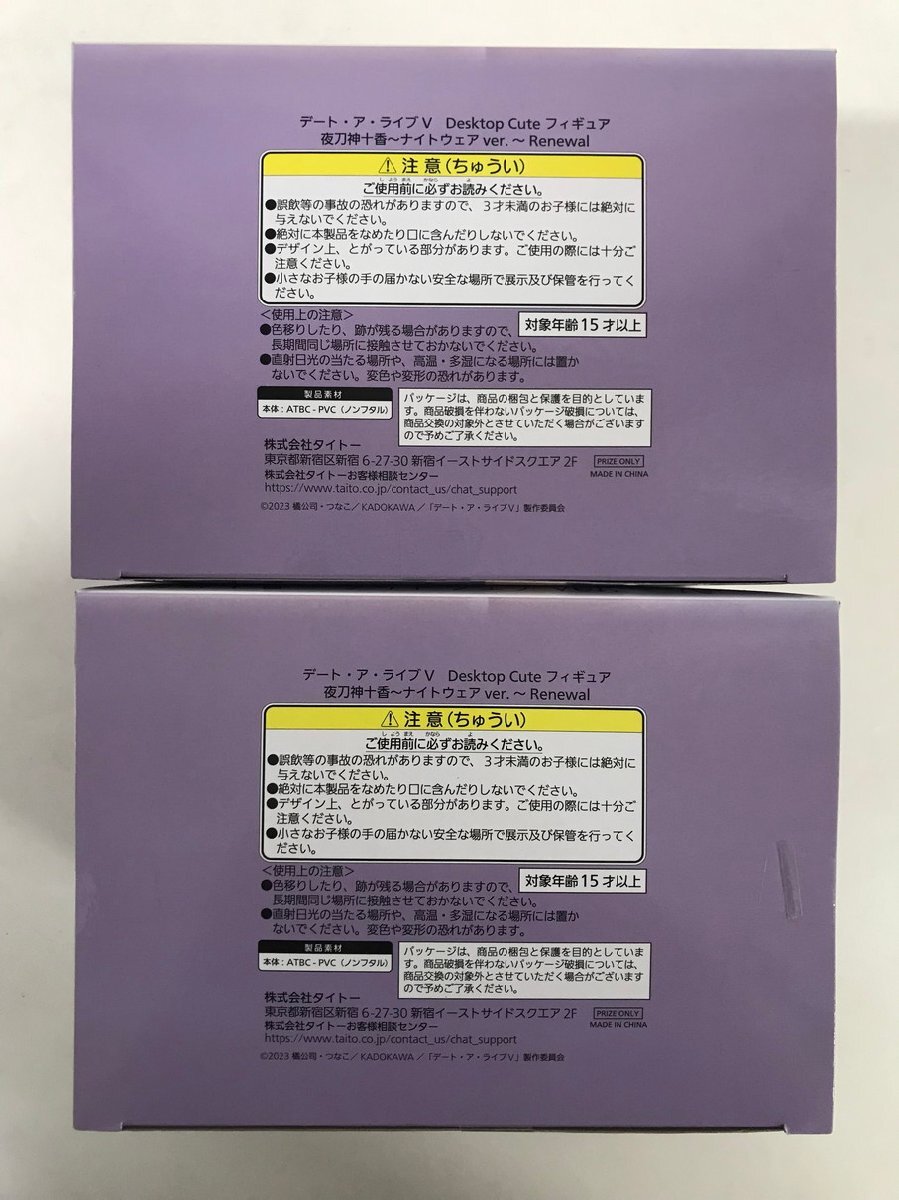 デート・ア・ライブⅤ Desktop Cute フィギュア
夜刀神十香～ナイトウェア ver. ～ Renewal
⚠ 注意（ちゅうい）
しようまえ かなら よ
ご使用前に必ずお読みください。
●誤飲等の事故の恐れがありますので、３才未満のお子様には絶対に
与えないでください。
●絶対に本製品をなめたり口に含んだりしないでください。
●デザイン上、とがっている部分があります。ご使用の際には十分ご
注意ください。
●小さなお子様の手の届かない安全な場所で展示及び保管を行ってく
ださい。
＜使用上の注意＞
●色移りしたり、跡が残る場合がありますので、
長期間同じ場所に接触させておかないでください。
対象年齢15才以上
●直射日光の当たる場所や、高温・多湿になる場所には置か
ないでください。変色や変形の恐れがあります。
製品素材
本体：ATBC-PVC（ノンフタル）
パッケージは、商品の梱包と保護を目的としていま
す。商品破損を伴わないパッケージ破損については、
商品交換の対象外とさせていただく場合がございます
ので予めご了承ください。
株式会社タイトー
東京都新宿区新宿 6-27-30 新宿イーストサイドスクエア 2F
株式会社タイトーお客様相談センター
https://www.taito.co.jp/contact_us/chat_support
PRIZE ONLY
MADE IN CHINA
©2023 橘公司・つなこ／KADOKAWA／「デート・ア・ライブⅤ」製作委員会
デート・ア・ライブⅤ Desktop Cute フィギュア
夜刀神十香～ナイトウェア ver. ～ Renewal
⚠ 注意（ちゅうい）
しようまえ かなら よ
ご使用前に必ずお読みください。
●誤飲等の事故の恐れがありますので、３才未満のお子様には絶対に
与えないでください。
●絶対に本製品をなめたり口に含んだりしないでください。
●デザイン上、とがっている部分があります。ご使用の際には十分ご
注意ください。
●小さなお子様の手の届かない安全な場所で展示及び保管を行ってく
ださい。
＜使用上の注意＞
●色移りしたり、跡が残る場合がありますので、
長期間同じ場所に接触させておかないでください。
対象年齢15才以上
●直射日光の当たる場所や、高温・多湿になる場所には置か
ないでください。変色や変形の恐れがあります。
製品素材
本体：ATBC-PVC（ノンフタル）
パッケージは、商品の梱包と保護を目的としていま
す。商品破損を伴わないパッケージ破損については、
商品交換の対象外とさせていただく場合がございます
ので予めご了承ください。
株式会社タイトー
東京都新宿区新宿 6-27-30 新宿イーストサイドスクエア 2F
株式会社タイトーお客様相談センター
https://www.taito.co.jp/contact_us/chat_support
PRIZE ONLY
MADE IN CHINA
©2023 橘公司・つなこ／KADOKAWA／「デート・ア・ライブⅤ」製作委員会